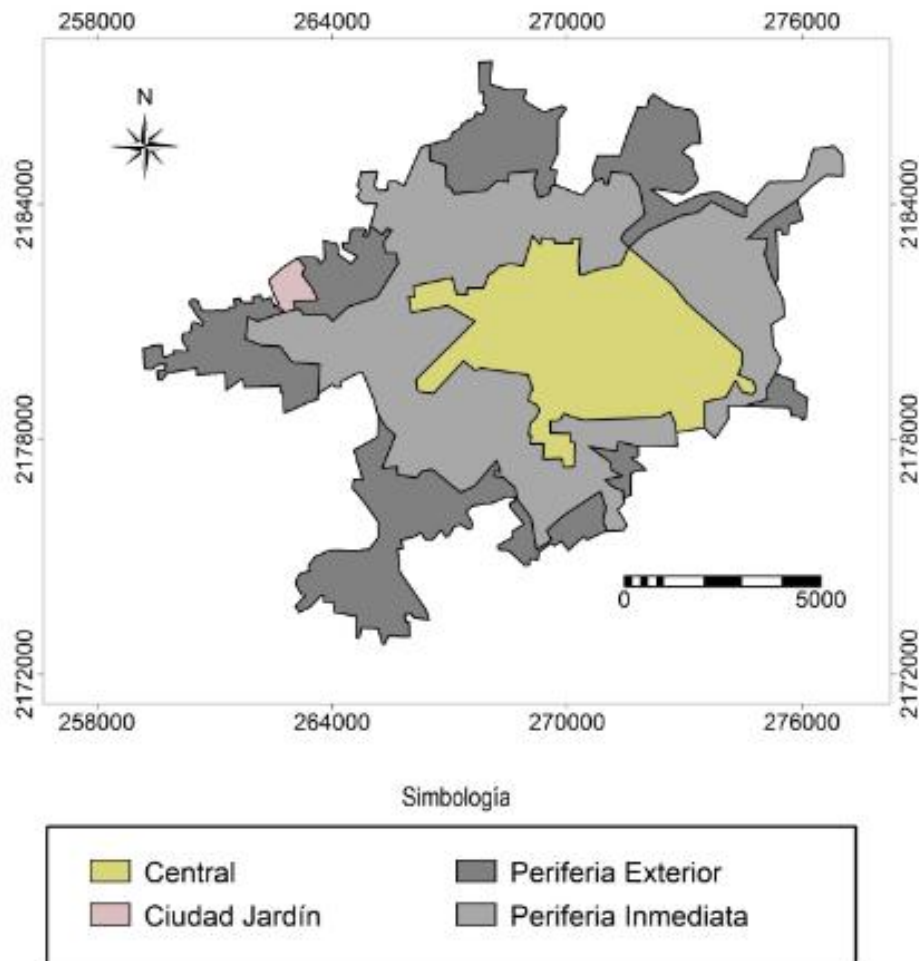 258000 264000 270000 276000
N
2184000 2184000
2178000 2178000
0 5000
2172000 2172000
258000 264000 270000 276000
Simbología
Central Periferia Exterior
Ciudad Jardín Periferia Inmediata